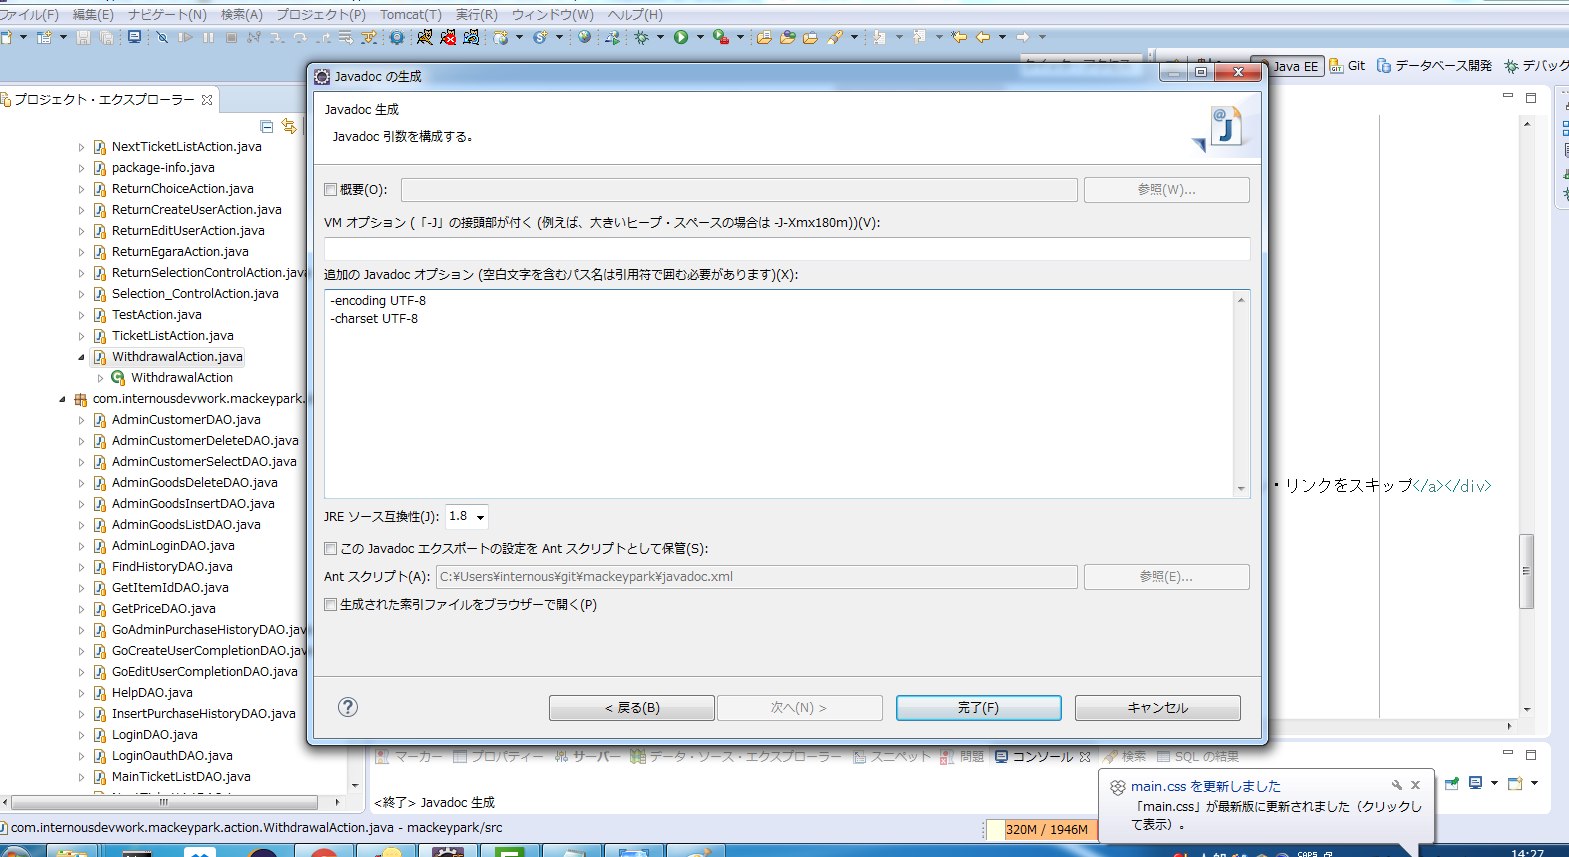 ファイル(F) 編集(E) ナビゲート(N) 検索(A) プロジェクト(P) Tomcat(T) 実行(R) ウィンドウ(W) ヘルプ(H)
Java EE Git データベース開発 デバッグ
プロジェクト・エクスプローラー
NextTicketListAction.java
package-info.java
ReturnChoiceAction.java
ReturnCreateUserAction.java
ReturnEditUserAction.java
ReturnEgaraAction.java
ReturnSelectionControlAction.java
Selection_ControlAction.java
TestAction.java
TicketListAction.java
WithdrawalAction.java
WithdrawalAction
com.internousdevwork.mackeypark.
AdminCustomerDAO.java
AdminCustomerDeleteDAO.java
AdminCustomerSelectDAO.java
AdminGoodsDeleteDAO.java
AdminGoodsInsertDAO.java
AdminGoodsListDAO.java
AdminLoginDAO.java
FindHistoryDAO.java
GetItemIdDAO.java
GetPriceDAO.java
GoAdminPurchaseHistoryDAO.jav
GoCreateUserCompletionDAO.jav
GoEditUserCompletionDAO.java
HelpDAO.java
InsertPurchaseHistoryDAO.java
LoginDAO.java
LoginOauthDAO.java
MainTicketListDAO.java
Javadoc の生成
Javadoc 生成
Javadoc 引数を構成する。
概要(O):
参照(W)...
VM オプション (「-J」の接頭部が付く (例えば、大きいヒープ・スペースの場合は -J-Xmx180m))(V):
追加の Javadoc オプション (空白文字を含むパス名は引用符で囲む必要があります)(X):
-encoding UTF-8
-charset UTF-8
JRE ソース互換性(J): 1.8
この Javadoc エクスポートの設定を Ant スクリプトとして保管(S):
Ant スクリプト(A): C:¥Users¥internous¥git¥mackeypark¥javadoc.xml 参照(E)...
生成された索引ファイルをブラウザーで開く(P)
< 戻る(B) 次へ(N) > 完了(F) キャンセル
・リンクをスキップ</a></div>
マーカー プロパティー サーバー データ・ソース・エクスプローラー スニペット 問題 コンソール 検索 SQL の結果
<終了> Javadoc 生成
main.css を更新しました
「main.css」が最新版に更新されました（クリックし
て表示）。
com.internousdevwork.mackeypark.action.WithdrawalAction.java - mackeypark/src
320M / 1946M
CAPS
14:27